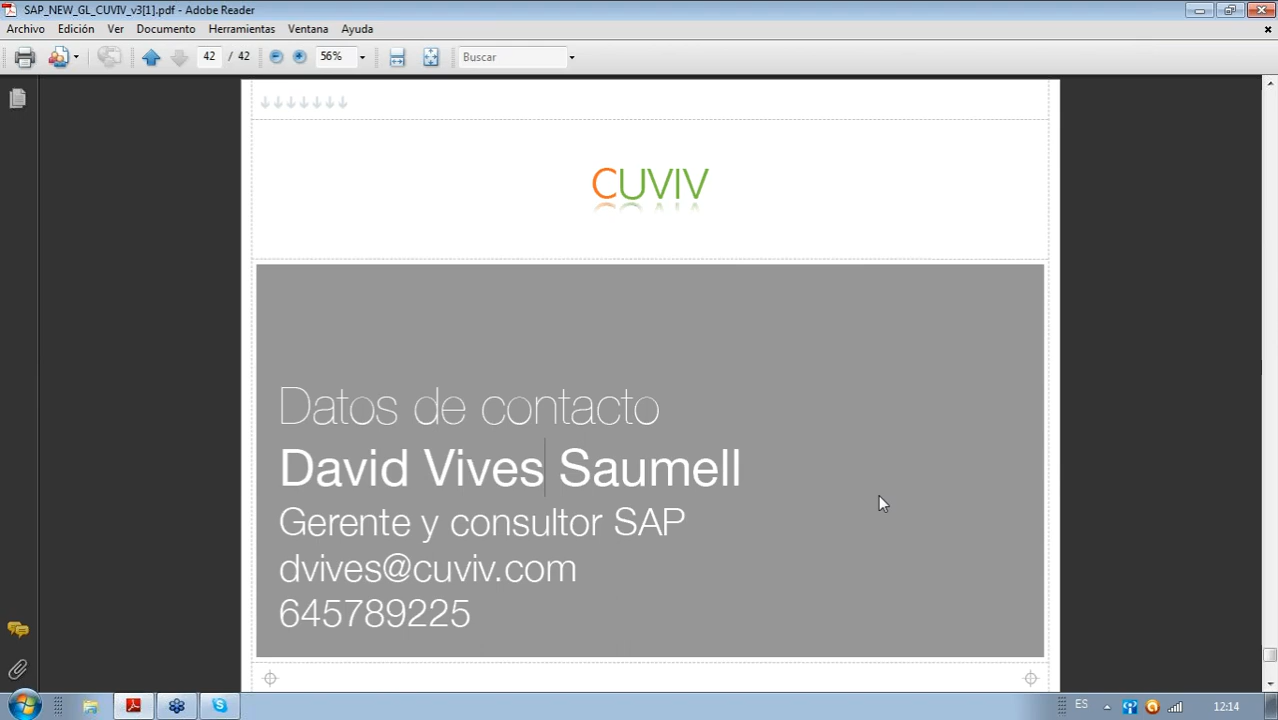 SAP_NEW_GL_CUVIV_v3[1].pdf - Adobe Reader
Archivo Edición Ver Documento Herramientas Ventana Ayuda
42 / 42 56% Buscar
CUVIV
Datos de contacto
David Vives Saumell
Gerente y consultor SAP
dvives@cuviv.com
645789225
ES 12:14